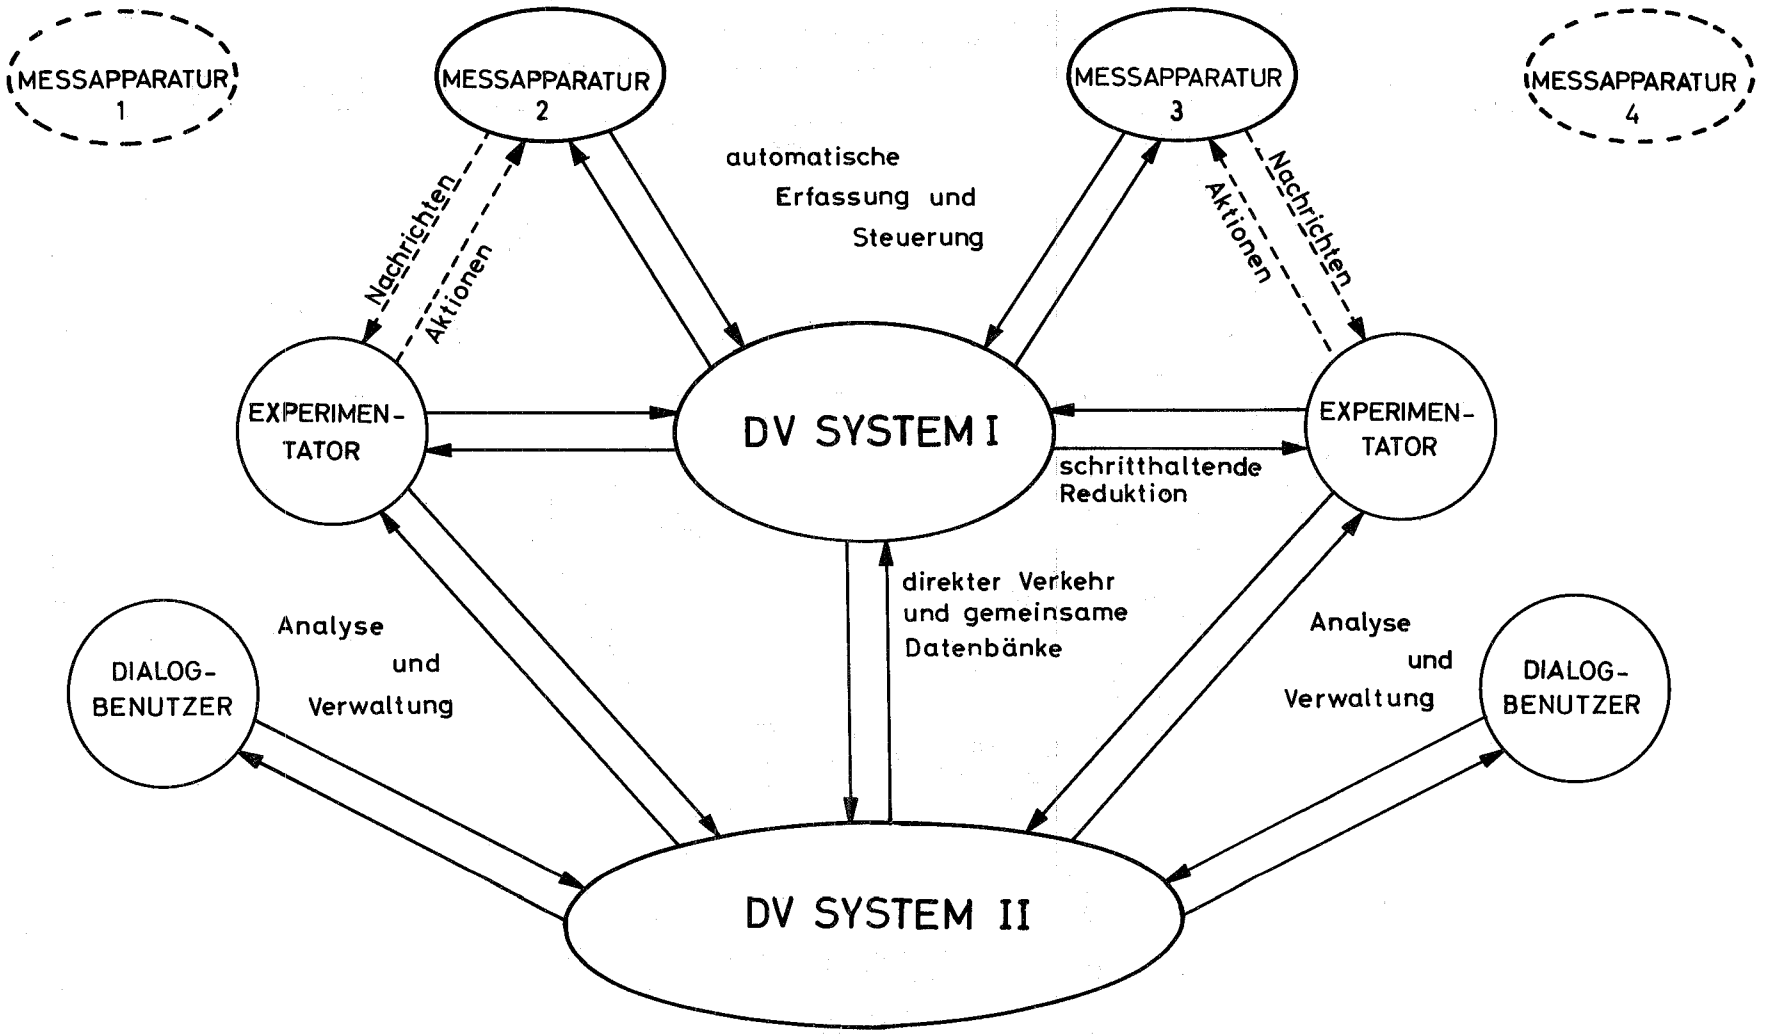 MESSAPPARATUR
1
MESSAPPARATUR
2
MESSAPPARATUR
3
MESSAPPARATUR
4
automatische
Erfassung und
Steuerung
Nachrichten
Aktionen
Aktionen
Nachrichten
EXPERIMEN-
TATOR
DV SYSTEM I
EXPERIMEN-
TATOR
schritthaltende
Reduktion
direkter Verkehr
und gemeinsame
Datenbänke
Analyse
und
Verwaltung
Analyse
und
Verwaltung
DIALOG-
BENUTZER
DIALOG-
BENUTZER
DV SYSTEM II